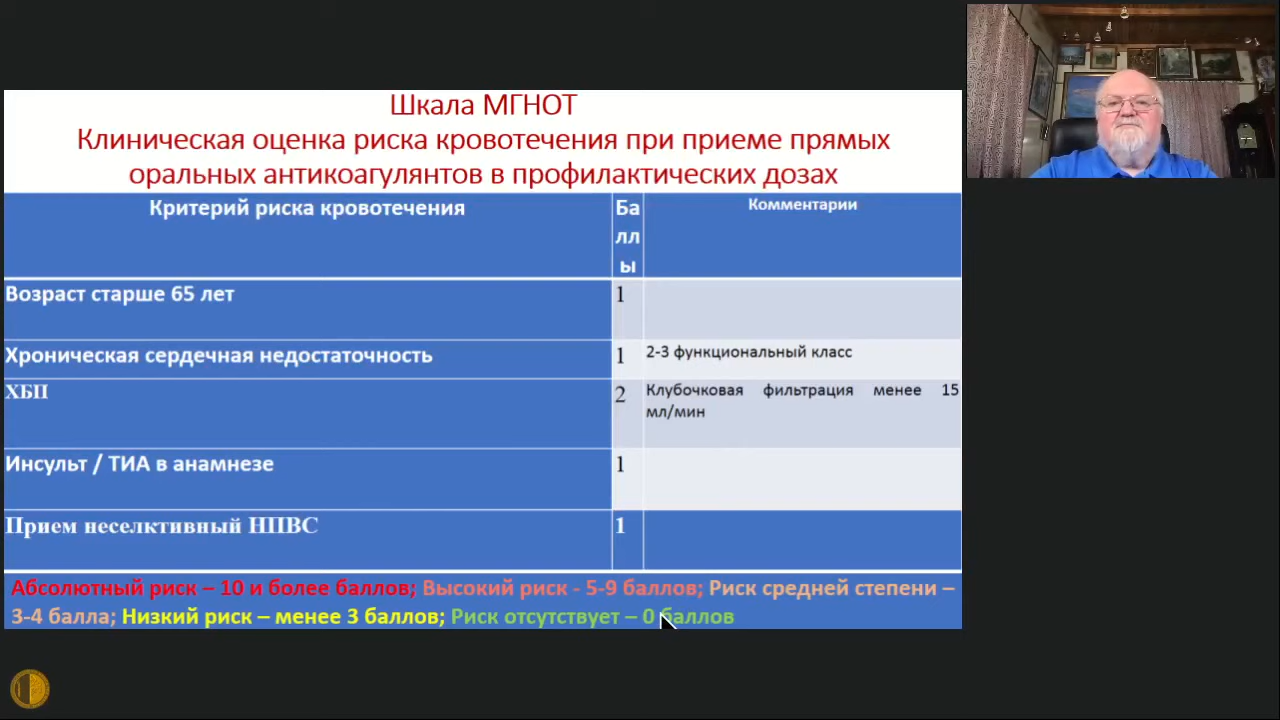 Шкала МГНОТ
Клиническая оценка риска кровотечения при приеме прямых
оральных антикоагулянтов в профилактических дозах
Критерий риска кровотечения
Ба
лл
ы
Комментарии
Возраст старше 65 лет
1
Хроническая сердечная недостаточность
1
2-3 функциональный класс
ХБП
2
Клубочковая фильтрация менее 15
мл/мин
Инсульт / ТИА в анамнезе
1
Прием неселктивный НПВС
1
Абсолютный риск – 10 и более баллов; Высокий риск - 5-9 баллов; Риск средней степени –
3-4 балла; Низкий риск – менее 3 баллов; Риск отсутствует – 0 баллов